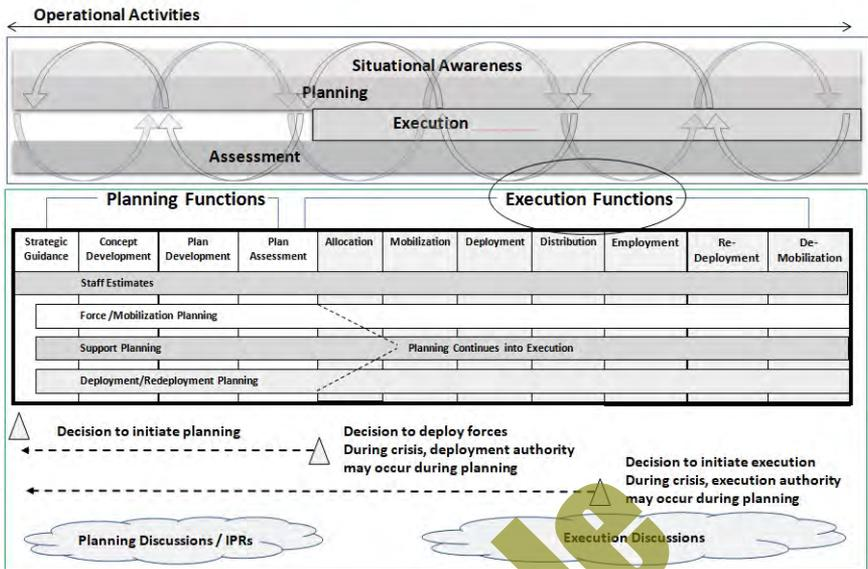 Operational Activities
Situational Awareness
Planning
Execution
Assessment
Planning Functions
Execution Functions
Strategic
Guidance
Concept
Development
Plan
Development
Plan
Assessment
Allocation
Mobilization
Deployment
Distribution
Employment
Re-
Deployment
De-
Mobilization
Staff Estimates
Force/Mobilization Planning
Support Planning
Planning Continues into Execution
Deployment/Redeployment Planning
Decision to initiate planning
Decision to deploy forces
During crisis, deployment authority
may occur during planning
Decision to initiate execution
During crisis, execution authority
may occur during planning
Planning Discussions / IPRs
Execution Discussions
le